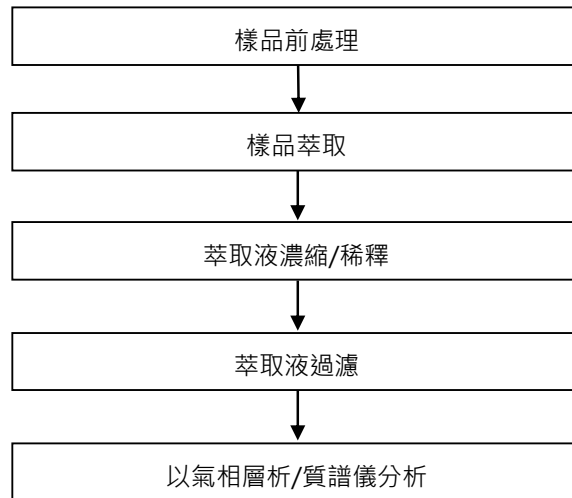 樣品前處理
樣品萃取
萃取液濃縮/稀釋
萃取液過濾
以氣相層析/質譜儀分析